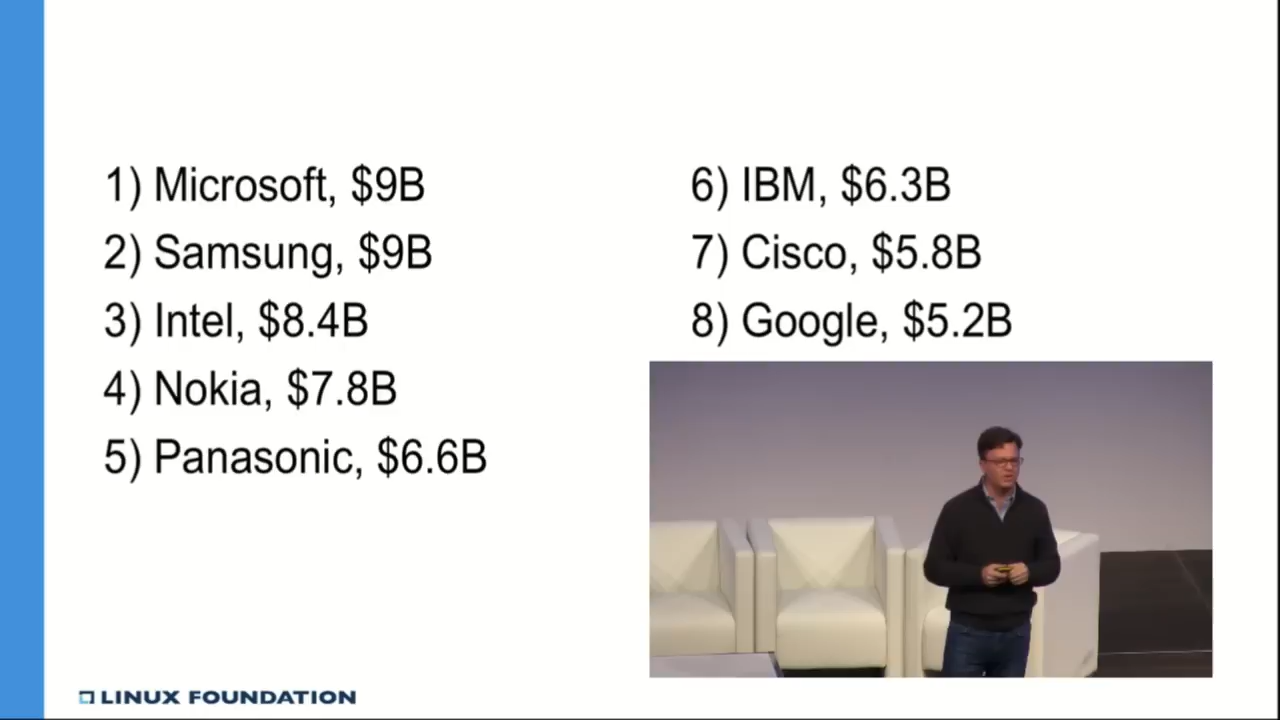 1) Microsoft, $9B
2) Samsung, $9B
3) Intel, $8.4B
4) Nokia, $7.8B
5) Panasonic, $6.6B
6) IBM, $6.3B
7) Cisco, $5.8B
8) Google, $5.2B
LINUX FOUNDATION